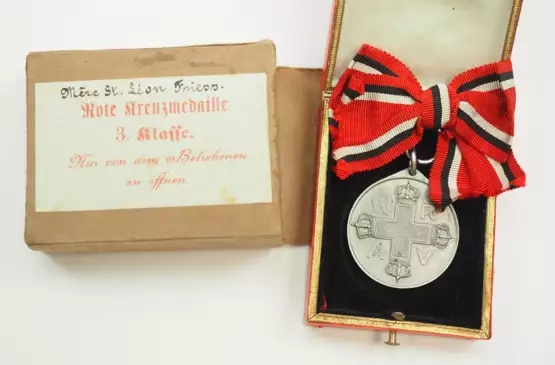 Mère St. Léon Friess.
Rote Kreuzmedaille
3. Klasse.
Nur von dem Beliehenen
zu öffnen.
W R
A V